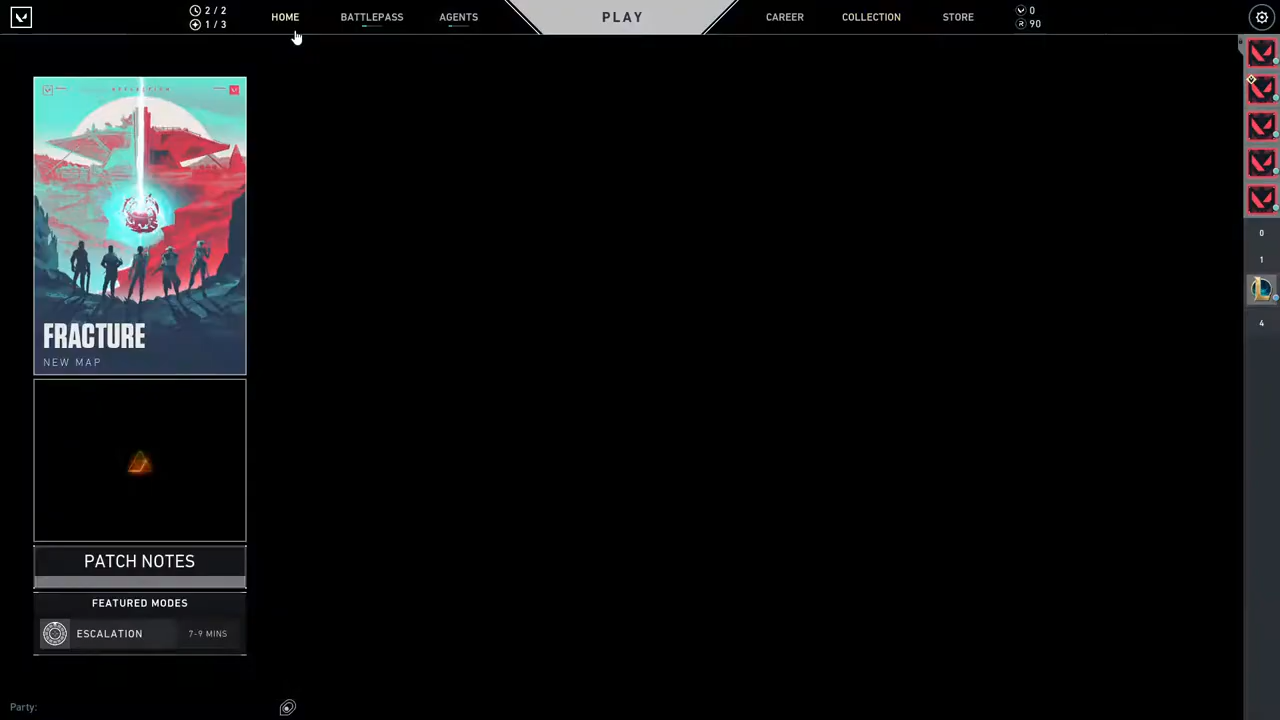 2 / 2
1 / 3
HOME
BATTLEPASS
AGENTS
PLAY
CAREER
COLLECTION
STORE
0
90
FRACTURE
NEW MAP
PATCH NOTES
FEATURED MODES
ESCALATION
7-9 MINS
0
1
4
Party: